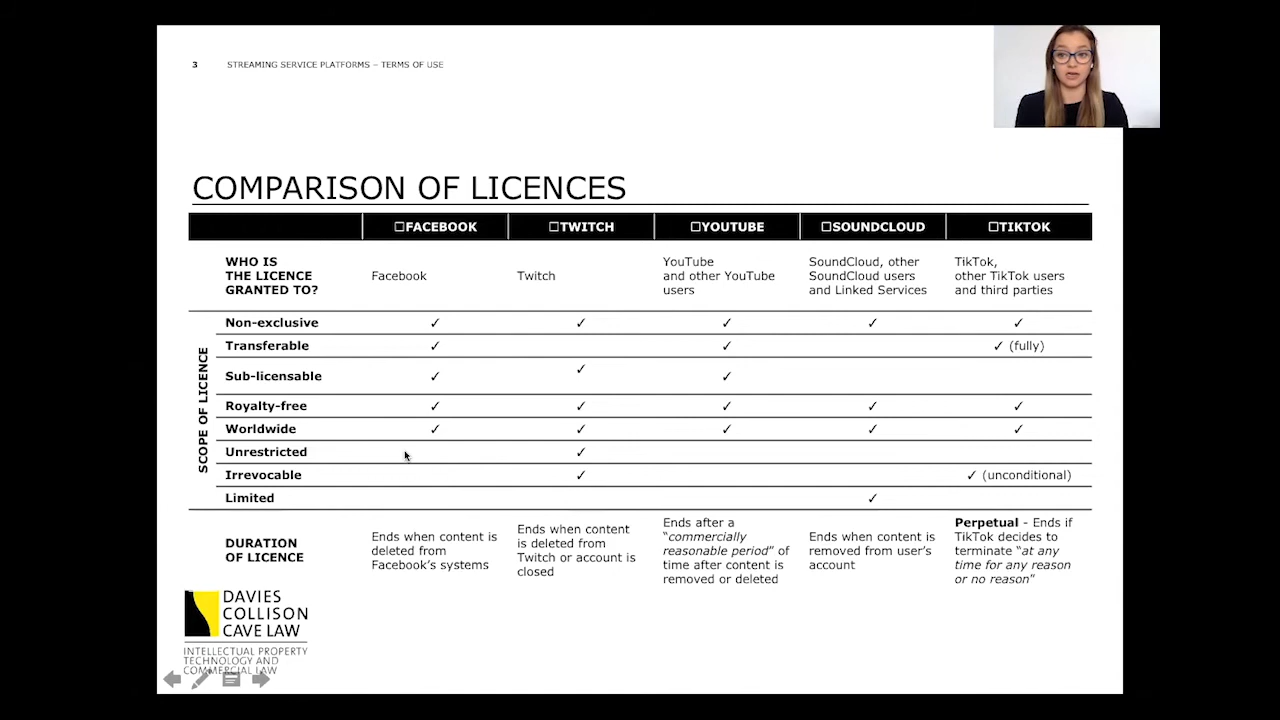 3 STREAMING SERVICE PLATFORMS – TERMS OF USE
COMPARISON OF LICENCES
☐FACEBOOK ☐TWITCH ☐YOUTUBE ☐SOUNDCLOUD ☐TIKTOK
WHO IS
THE LICENCE
GRANTED TO?
Facebook
Twitch
YouTube
and other YouTube
users
SoundCloud, other
SoundCloud users
and Linked Services
TikTok,
other TikTok users
and third parties
SCOPE OF LICENCE
Non-exclusive ✓ ✓ ✓ ✓ ✓
Transferable ✓ ✓ ✓ (fully)
Sub-licensable ✓ ✓ ✓
Royalty-free ✓ ✓ ✓ ✓ ✓
Worldwide ✓ ✓ ✓ ✓ ✓
Unrestricted ✓
Irrevocable ✓ ✓ (unconditional)
Limited ✓
DURATION
OF LICENCE
Ends when content is
deleted from
Facebook's systems
Ends when content
is deleted from
Twitch or account is
closed
Ends after a
“commercially
reasonable period” of
time after content is
removed or deleted
Ends when content is
removed from user's
account
Perpetual - Ends if
TikTok decides to
terminate “at any
time for any reason
or no reason”
DAVIES
COLLISON
CAVE LAW
INTELLECTUAL PROPERTY
TECHNOLOGY AND
COMMERCIAL LAW